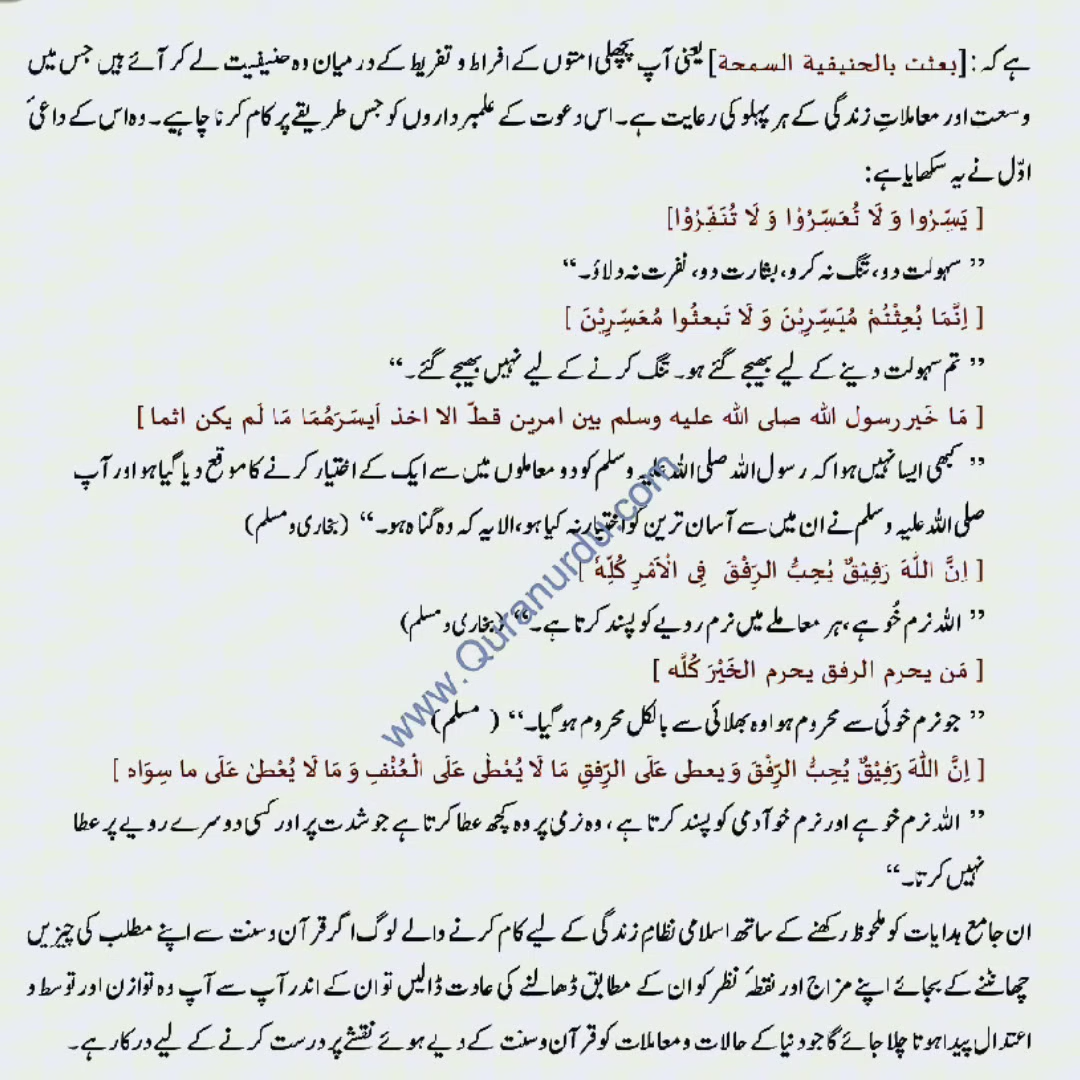 ہے کہ: [بعثت بالحنیفیة السمحة] یعنی آپ پچھلی امتوں کے افراط و تفریط کے درمیان وہ حنیفیت لے کر آئے ہیں جس میں
وسعت اور معاملاتِ زندگی کے ہر پہلو کی رعایت ہے۔ اس دعوت کے علمبرداروں کو جس طریقے پر کام کرنا چاہیے۔ وہ اس کے داعیٔ
اوّل نے یہ سکھایا ہے:
[ یَسِّرُوا وَ لَا تُعَسِّرُوْا وَ لَا تُنَفِّرُوْا]
” سہولت دو، تنگ نہ کرو، بشارت دو، نفرت نہ دلاؤ۔“
[ اِنَّمَا بُعِثْتُمْ مُیَسِّرِیْنَ وَ لَا تَبعثُوا مُعَسِّرِیْنَ ]
” تم سہولت دینے کے لیے بھیجے گئے ہو۔ تنگ کرنے کے لیے نہیں بھیجے گئے۔“
[ مَا خَیر رسول الله صلی الله علیه وسلم بین امرین قطّ الا اخذ اَیسَرَهُمَا مَا لَم یکن اثما ]
” کبھی ایسا نہیں ہوا کہ رسول اللہ صلی اللہ علیہ وسلم کو دو معاملوں میں سے ایک کے اختیار کرنے کا موقع دیا گیا ہو اور آپ
صلی اللہ علیہ وسلم نے ان میں سے آسان ترین کو اختیار نہ کیا ہو، الا یہ کہ وہ گناہ ہو۔“ (بخاری و مسلم)
[ اِنَّ اللّٰهَ رَفِیْقٌ یُحِبُّ الرِّفْقَ فِی الْاَمْرِ کُلِّهٗ ]
” اللہ نرم خُو ہے، ہر معاملے میں نرم رویے کو پسند کرتا ہے۔“ (بخاری و مسلم)
[ مَن یحرم الرفق یحرم الخَیْرَ کُلَّه ]
” جو نرم خوئی سے محروم ہوا وہ بھلائی سے بالکل محروم ہو گیا۔“ ( مسلم)
[ اِنَّ اللّٰهَ رَفِیْقٌ یُحِبُّ الرِّفْقَ وَ یعطی عَلَی الرِّفقِ مَا لَا یُعْطٰی عَلَی الْعُنْفِ وَ مَا لَا یُعْطیٰ عَلَی ما سِوَاه ]
” اللہ نرم خو ہے اور نرم خو آدمی کو پسند کرتا ہے، وہ نرمی پر وہ کچھ عطا کرتا ہے جو شدت پر اور کسی دوسرے رویے پر عطا
نہیں کرتا۔“
ان جامع ہدایات کو ملحوظ رکھنے کے ساتھ اسلامی نظامِ زندگی کے لیے کام کرنے والے لوگ اگر قرآن و سنت سے اپنے مطلب کی چیزیں
چھانٹنے کے بجائے اپنے مزاج اور نقطۂ نظر کو ان کے مطابق ڈھالنے کی عادت ڈالیں تو ان کے اندر آپ سے آپ وہ توازن اور توسط و
اعتدال پیدا ہوتا چلا جائے گا جو دنیا کے حالات و معاملات کو قرآن و سنت کے دیے ہوئے نقشے پر درست کرنے کے لیے درکار ہے۔
www.Quranurdu.com